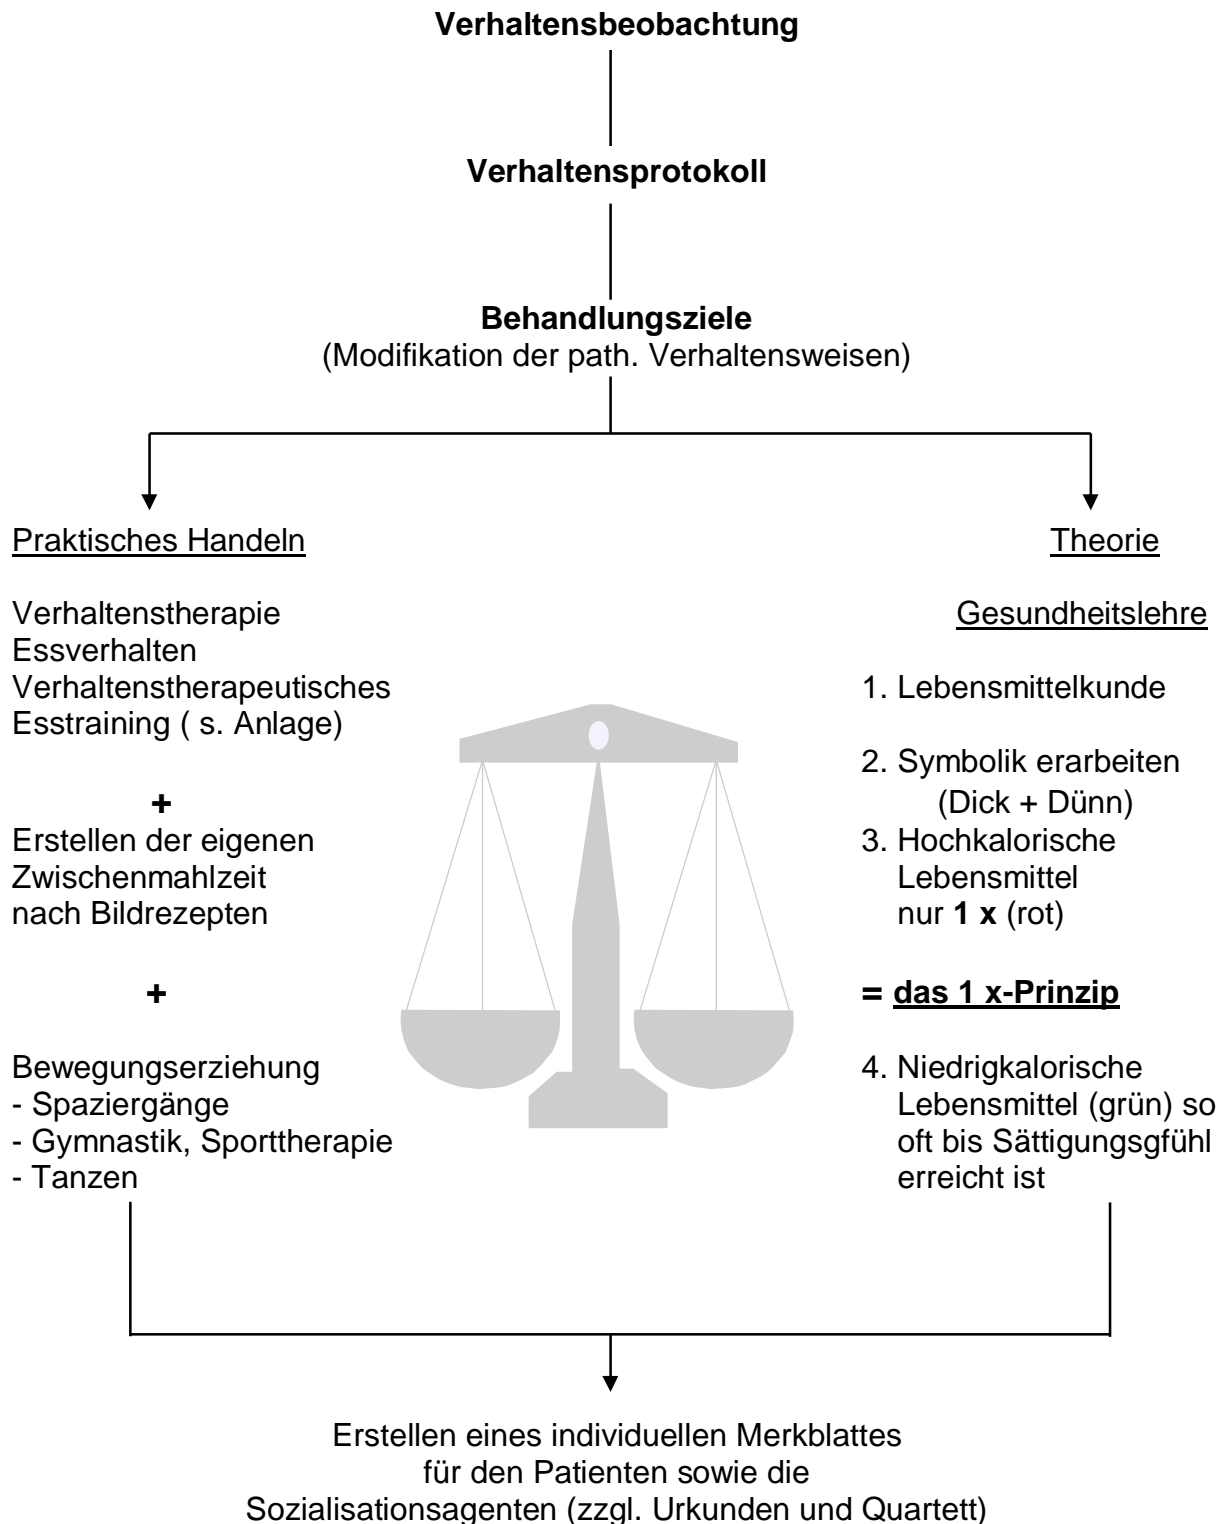 Verhaltensbeobachtung
Verhaltensprotokoll
Behandlungsziele
(Modifikation der path. Verhaltensweisen)
Praktisches Handeln
Verhaltenstherapie
Essverhalten
Verhaltenstherapeutisches
Esstraining ( s. Anlage)
+
Erstellen der eigenen
Zwischenmahlzeit
nach Bildrezepten
+
Bewegungserziehung
- Spaziergänge
- Gymnastik, Sporttherapie
- Tanzen
Theorie
Gesundheitslehre
1. Lebensmittelkunde
2. Symbolik erarbeiten
(Dick + Dünn)
3. Hochkalorische
Lebensmittel
nur 1 x (rot)
= das 1 x-Prinzip
4. Niedrigkalorische
Lebensmittel (grün) so
oft bis Sättigungsgfühl
erreicht ist
Erstellen eines individuellen Merkblattes
für den Patienten sowie die
Sozialisationsagenten (zzgl. Urkunden und Quartett)